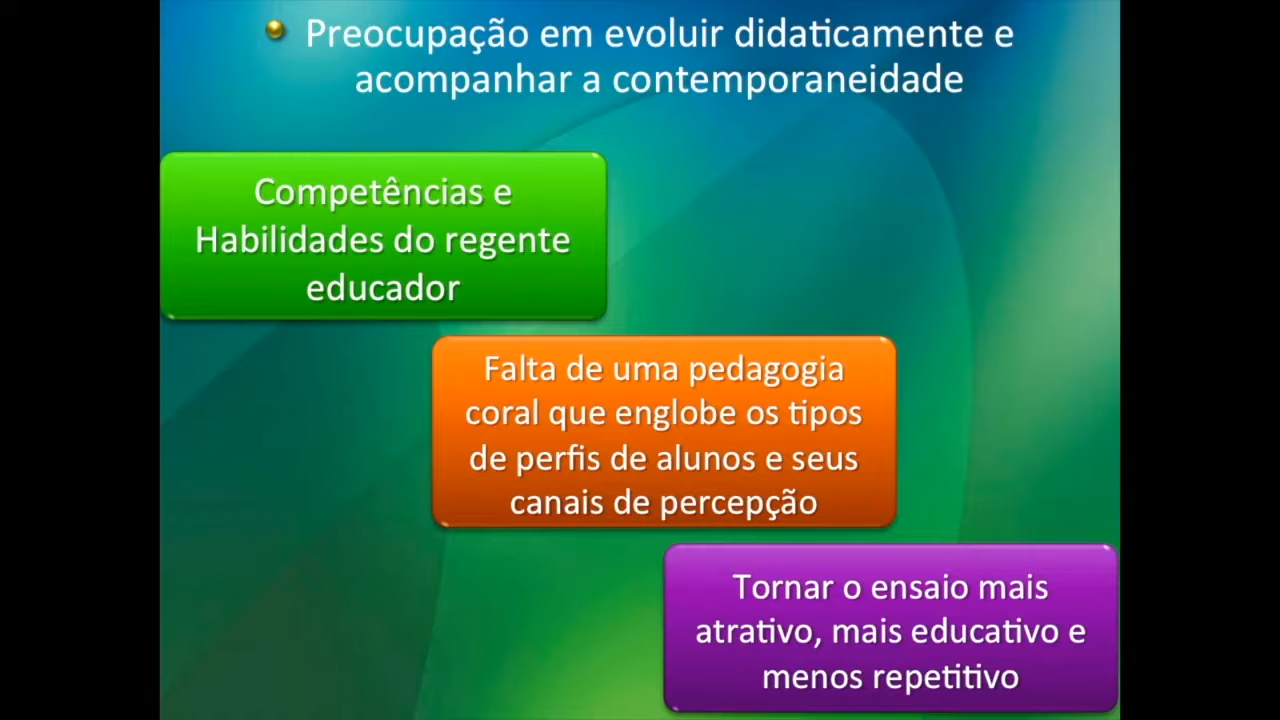 Preocupação em evoluir didaticamente e
acompanhar a contemporaneidade
Competências e
Habilidades do regente
educador
Falta de uma pedagogia
coral que englobe os tipos
de perfis de alunos e seus
canais de percepção
Tornar o ensaio mais
atrativo, mais educativo e
menos repetitivo